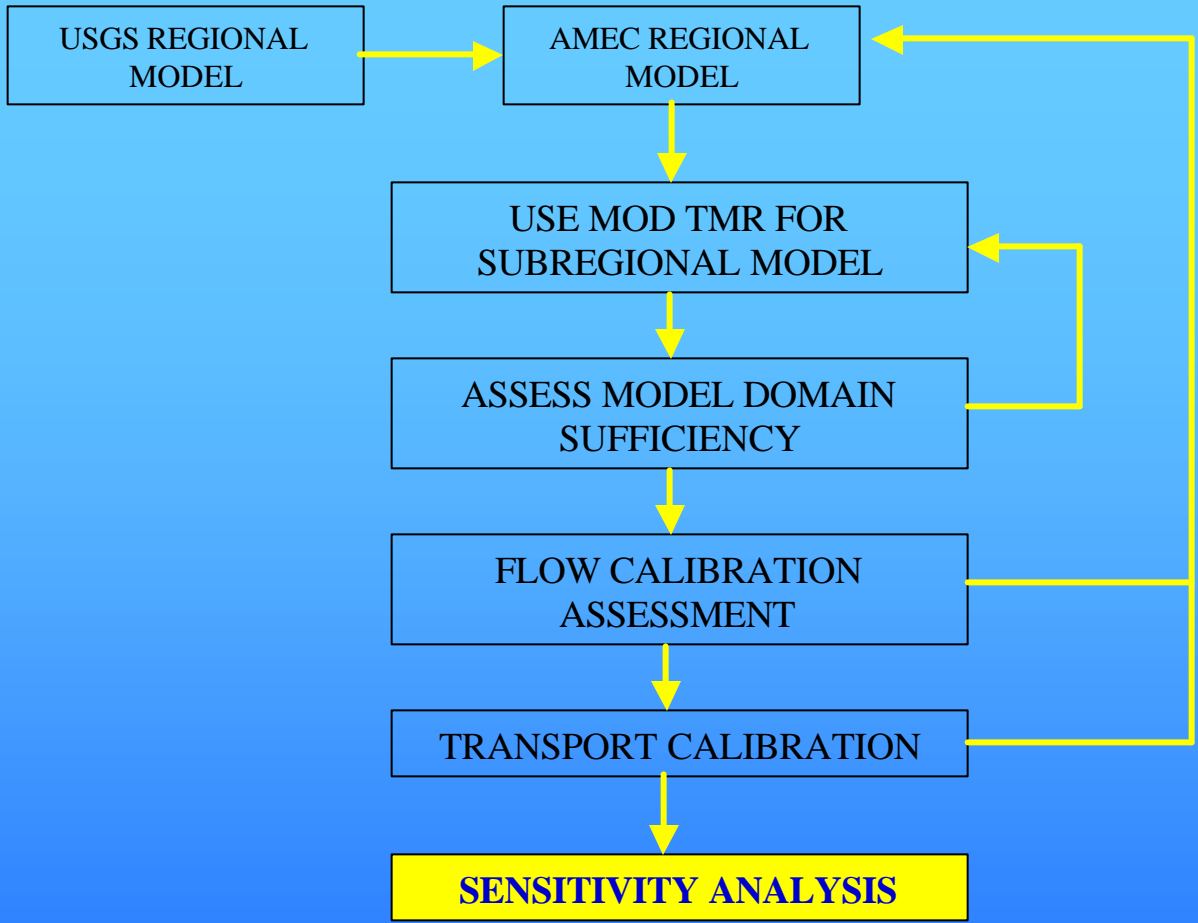 USGS REGIONAL
MODEL
AMEC REGIONAL
MODEL
USE MOD TMR FOR
SUBREGIONAL MODEL
ASSESS MODEL DOMAIN
SUFFICIENCY
FLOW CALIBRATION
ASSESSMENT
TRANSPORT CALIBRATION
SENSITIVITY ANALYSIS